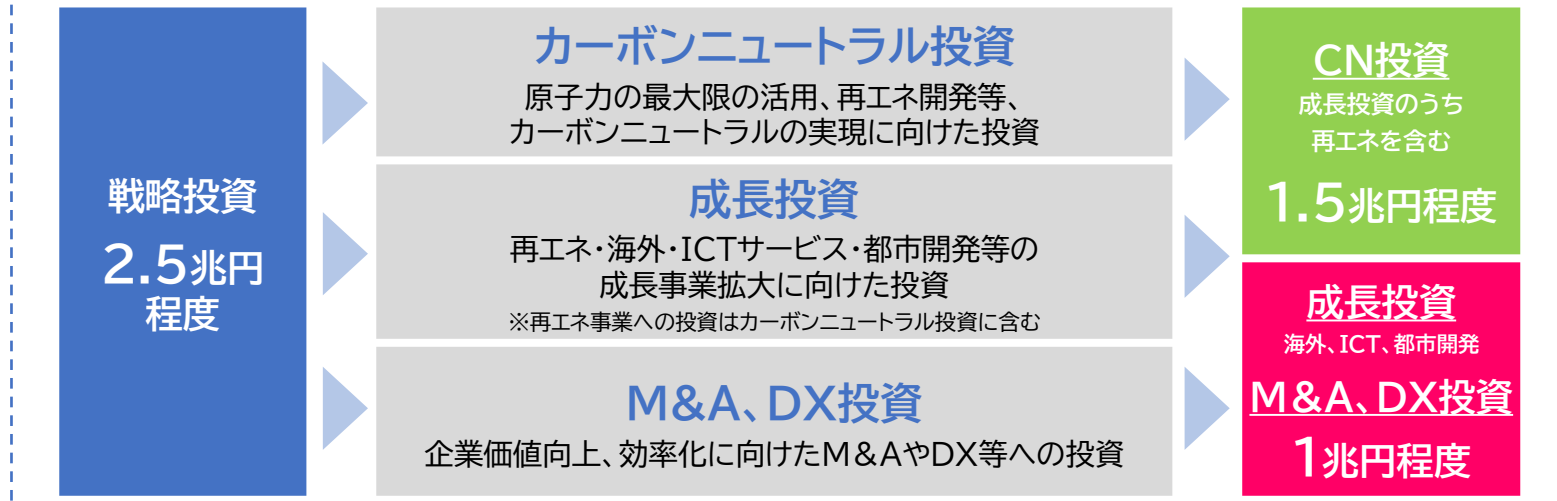 戦略投資
2.5兆円
程度
カーボンニュートラル投資
原子力の最大限の活用、再エネ開発等、
カーボンニュートラルの実現に向けた投資
成長投資
再エネ・海外・ICTサービス・都市開発等の
成長事業拡大に向けた投資
※再エネ事業への投資はカーボンニュートラル投資に含む
M&A、DX投資
企業価値向上、効率化に向けたM&AやDX等への投資
CN投資
成長投資のうち
再エネを含む
1.5兆円程度
成長投資
海外、ICT、都市開発
M&A、DX投資
1兆円程度